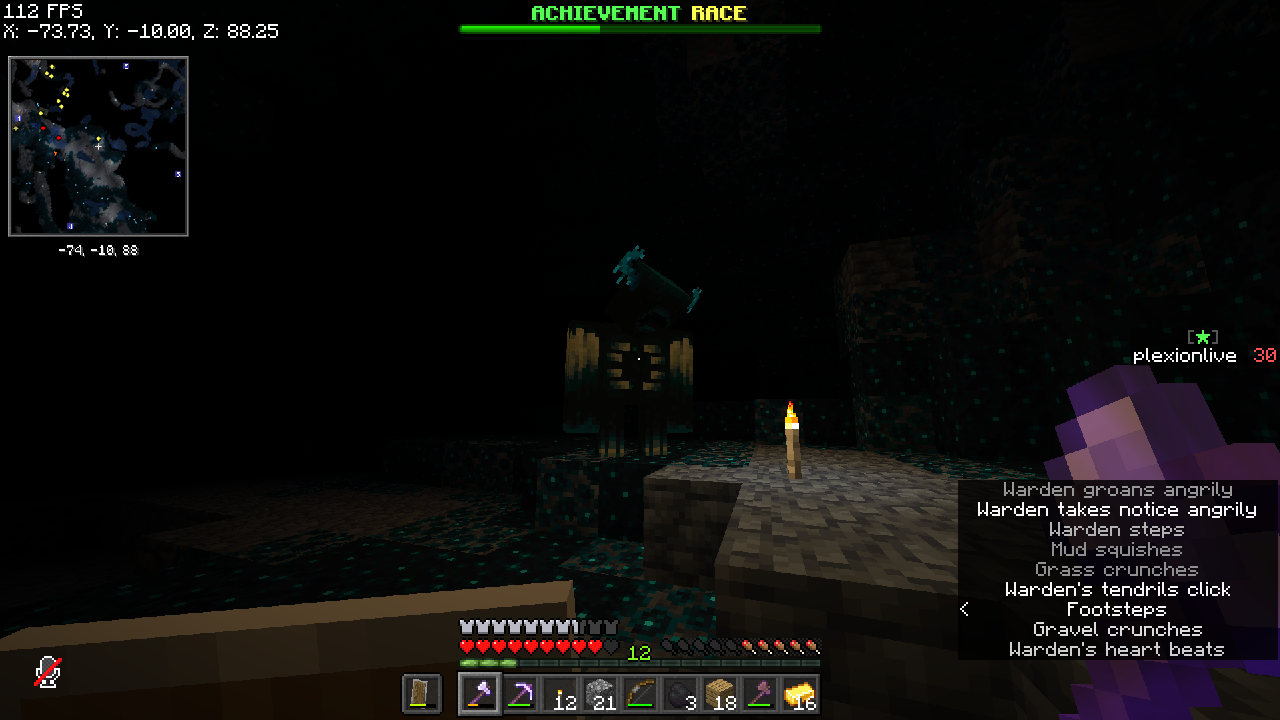 112 FPS
X: -73.73, Y: -10.00, Z: 88.25
ACHIEVEMENT RACE
-74, -10, 88
[★]
plexionlive 30
Warden groans angrily
Warden takes notice angrily
Warden steps
Mud squishes
Grass crunches
Warden's tendrils click
< Footsteps
Gravel crunches
Warden's heart beats
12
12 21 3 18 16